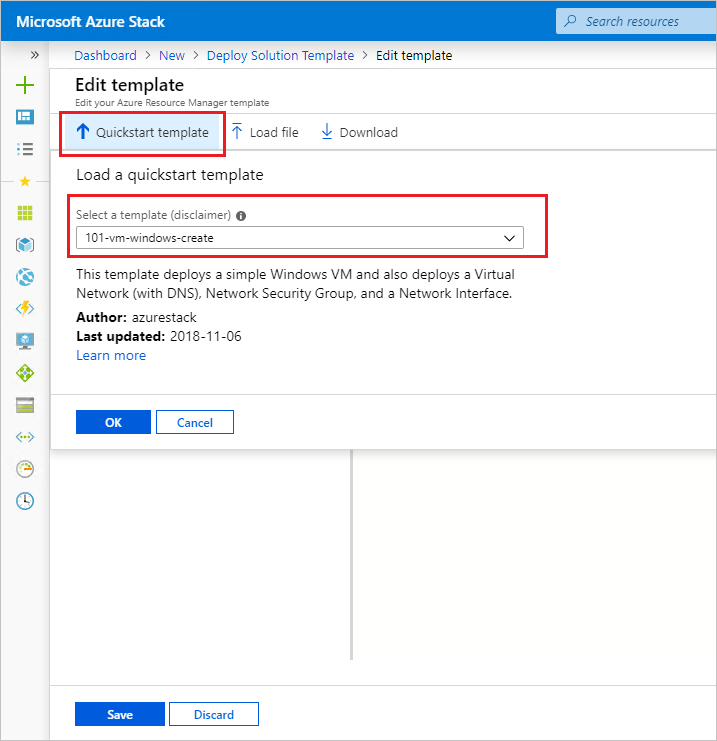 Microsoft Azure Stack
Search resources
Dashboard > New > Deploy Solution Template > Edit template
Edit template
Edit your Azure Resource Manager template
Quickstart template Load file Download
Load a quickstart template
Select a template (disclaimer)
101-vm-windows-create
This template deploys a simple Windows VM and also deploys a Virtual
Network (with DNS), Network Security Group, and a Network Interface.
Author: azurestack
Last updated: 2018-11-06
Learn more
OK Cancel
Save Discard